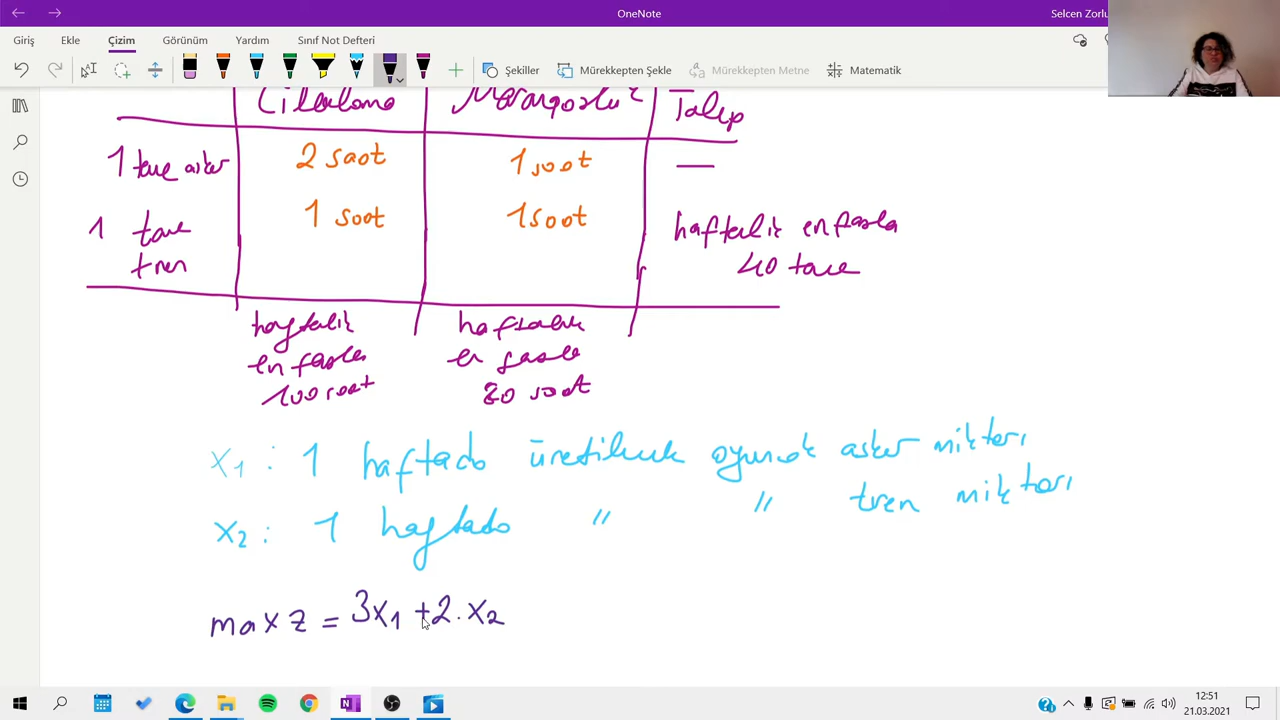 OneNote
Selcen Zorlu
Giriş Ekle Çizim Görünüm Yardım Sınıf Not Defteri
Şekiller Mürekkepten Şekle Mürekkepten Metne Matematik
Cilalama Marangozluk Talep
1 tane asker 2 saat 1 saat —
1 tane tren 1 saat 1 saat haftalık en fazla 40 tane
haftalık en fazla 100 saat haftalık en fazla 80 saat
x1 : 1 haftada üretilecek oyuncak asker miktarı
x2 : 1 haftada " " tren miktarı
max z = 3x1 + 2.x2
12:51
21.03.2021